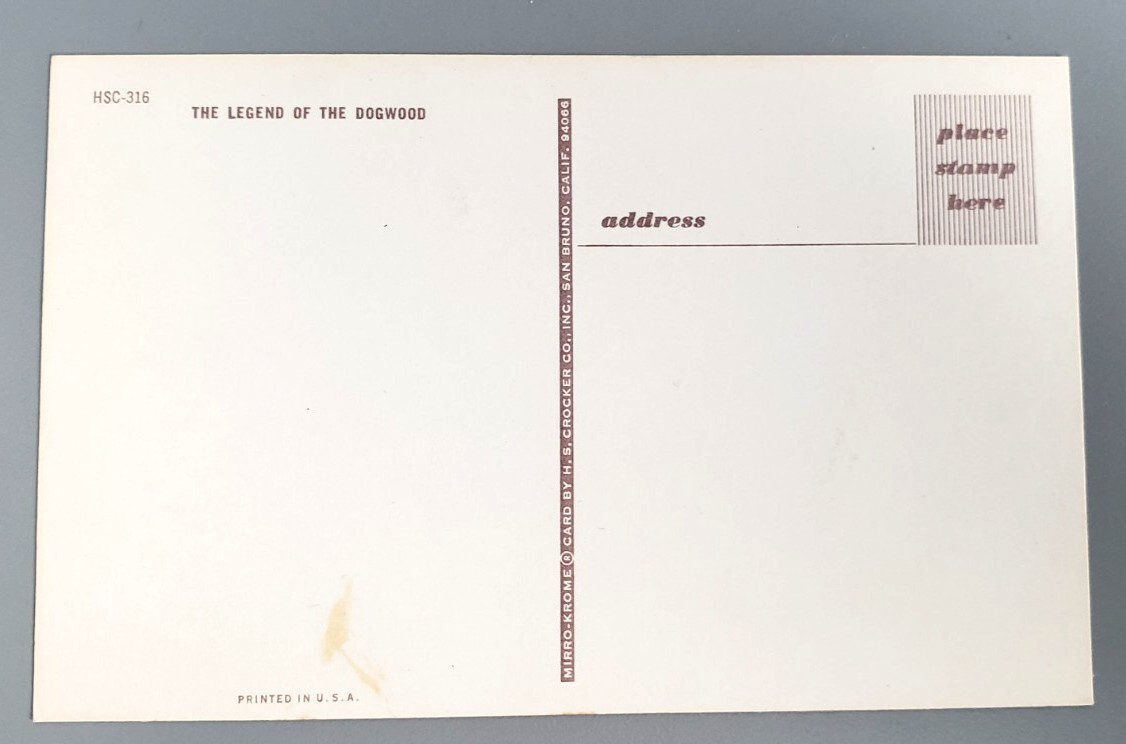 HSC-316
THE LEGEND OF THE DOGWOOD
PRINTED IN U.S.A.
MIRRO-KROME ® CARD BY H. S. CROCKER CO., INC., SAN BRUNO, CALIF. 94066
place
stamp
here
address